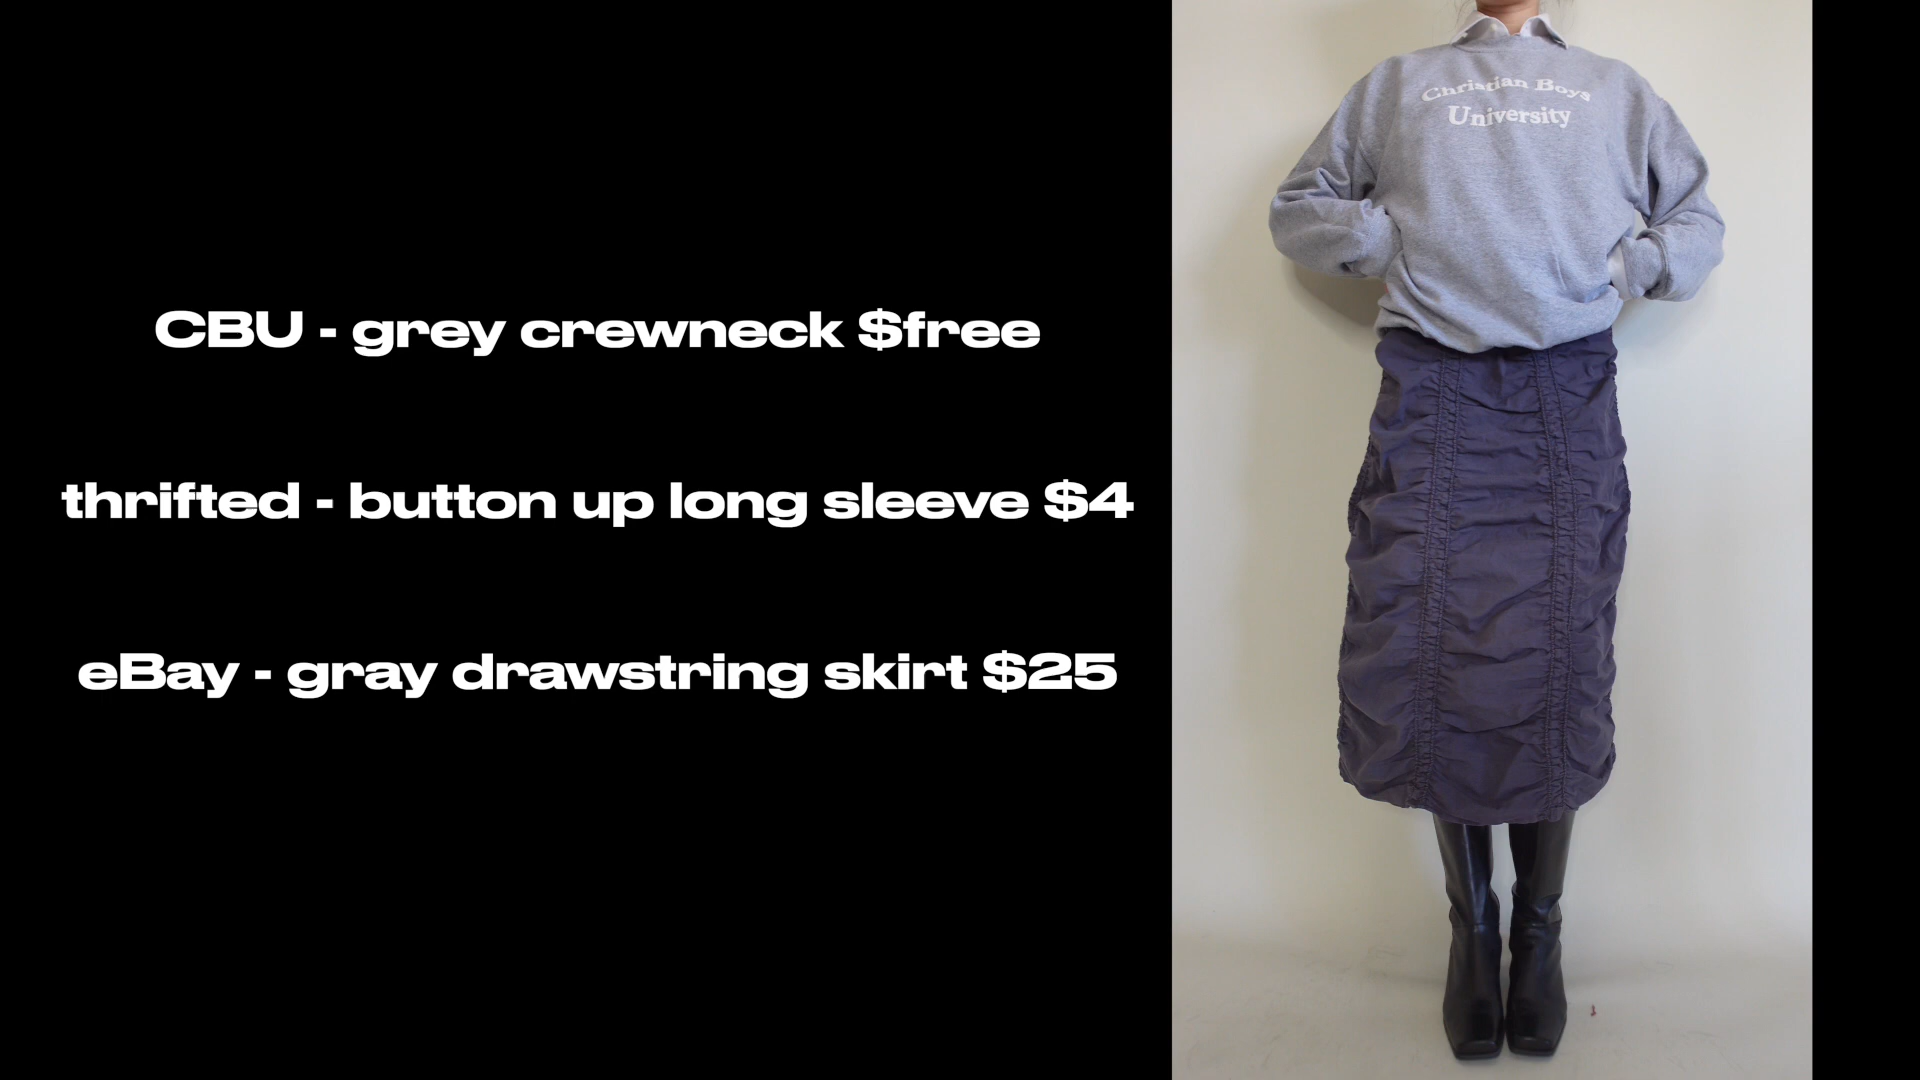 CBU - grey crewneck $free
thrifted - button up long sleeve $4
eBay - gray drawstring skirt $25
Christian Boys
University